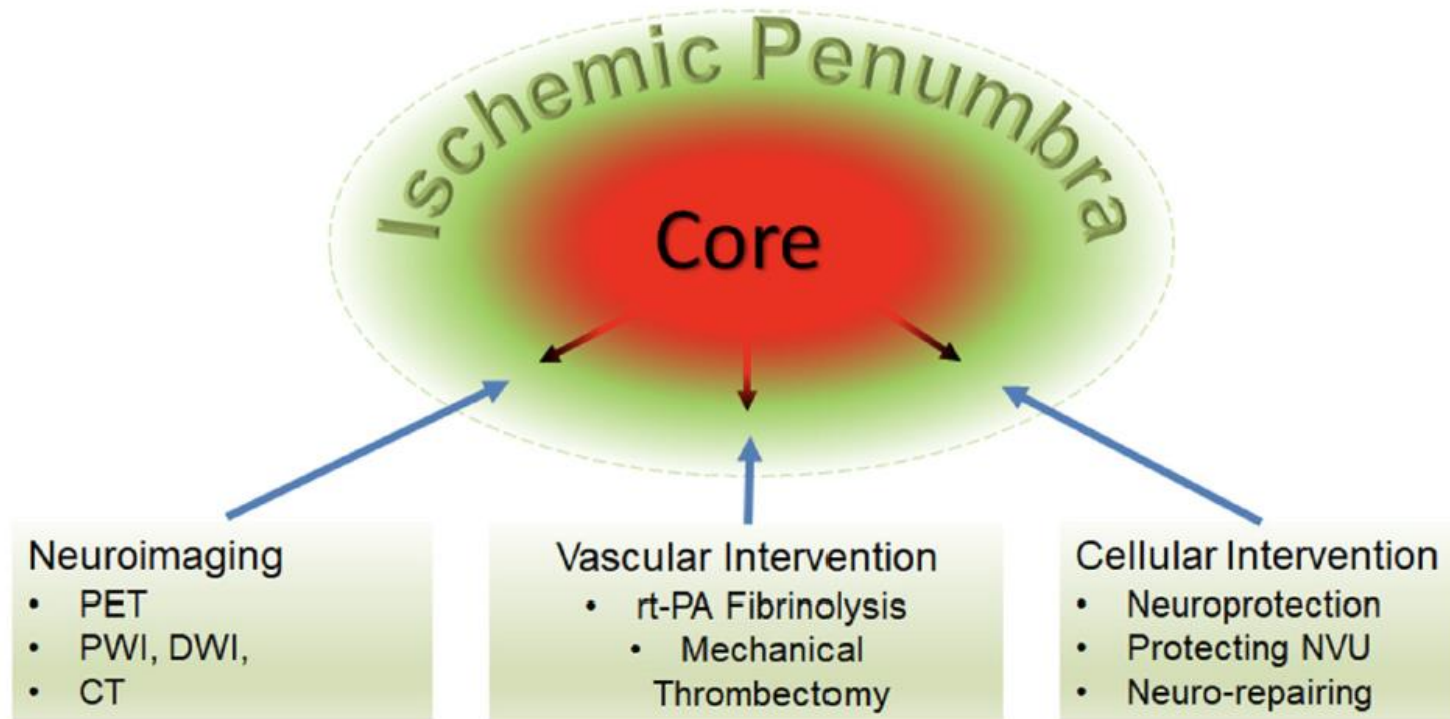 Ischemic Penumbra
Core
Neuroimaging
• PET
• PWI, DWI,
• CT
Vascular Intervention
• rt-PA Fibrinolysis
• Mechanical
Thrombectomy
Cellular Intervention
• Neuroprotection
• Protecting NVU
• Neuro-repairing